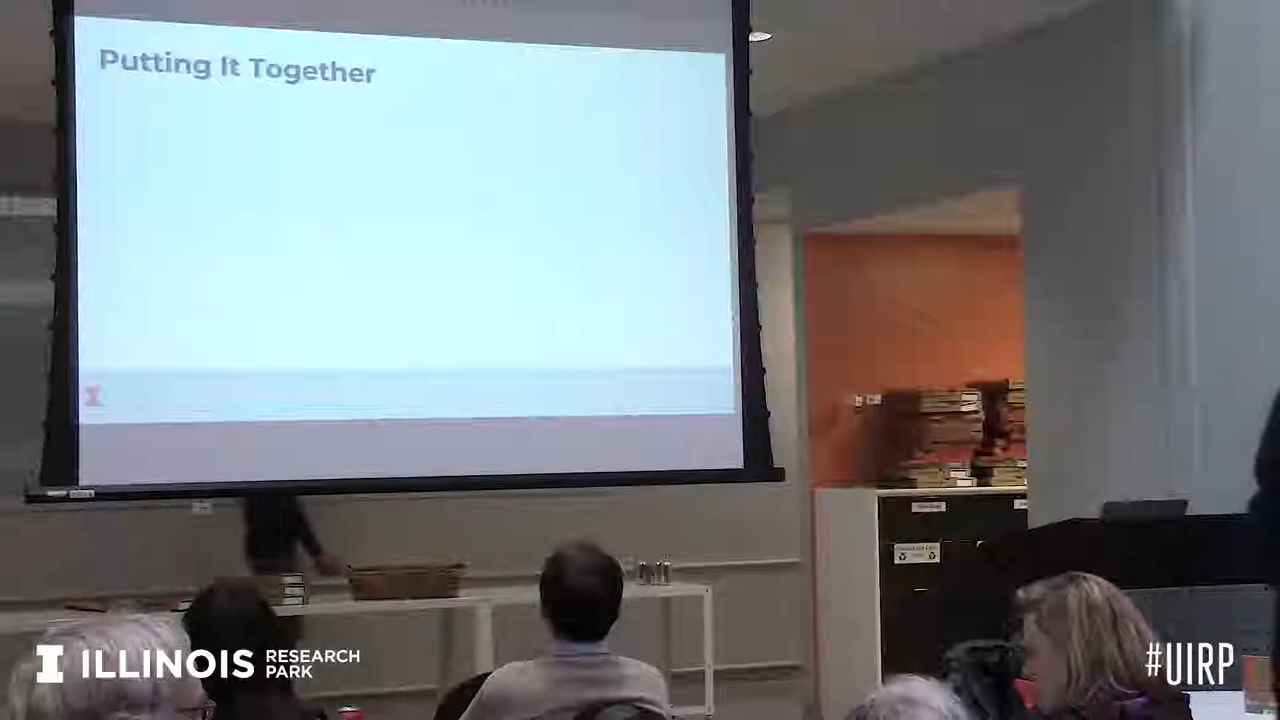 Putting It Together
I
I ILLINOIS RESEARCH
PARK
#UIRP